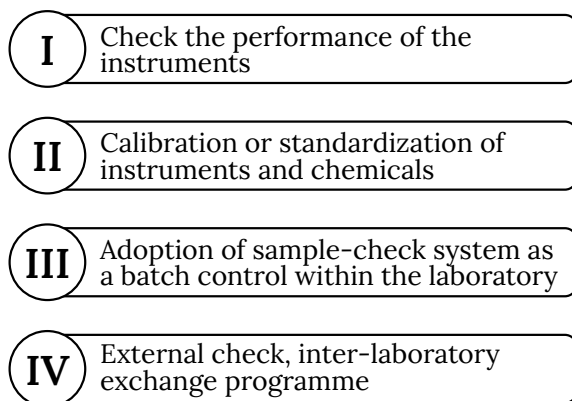 I
Check the performance of the
instruments
II
Calibration or standardization of
instruments and chemicals
III
Adoption of sample-check system as
a batch control within the laboratory
IV
External check, inter-laboratory
exchange programme